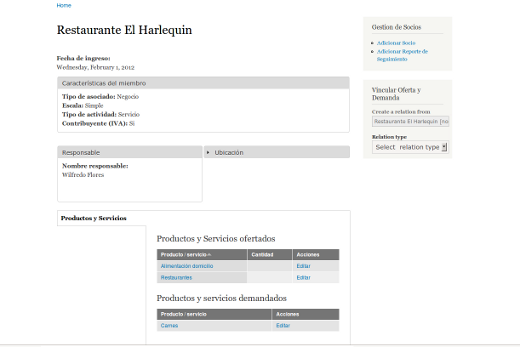 Home
Restaurante El Harlequin
Fecha de ingreso:
Wednesday, February 1, 2012
Caracteristicas del miembro
Tipo de asociado: Negocio
Escala: Simple
Tipo de actividad: Servicio
Contribuyente (IVA): Si
Responsable
Nombre responsable:
Wilfredo Flores
Ubicación
Productos y Servicios
Productos y Servicios ofertados
Producto / servicio Cantidad Acciones
Alimentación domicilio Editar
Restaurantes Editar
Productos y servicios demandados
Producto / servicio Acciones
Carnes Editar
Gestion de Socios
Adicionar Socio
Adicionar Reporte de
Seguimiento
Vincular Oferta y
Demanda
Create a relation from
Restaurante El Harlequin [no
Relation type
Select relation type